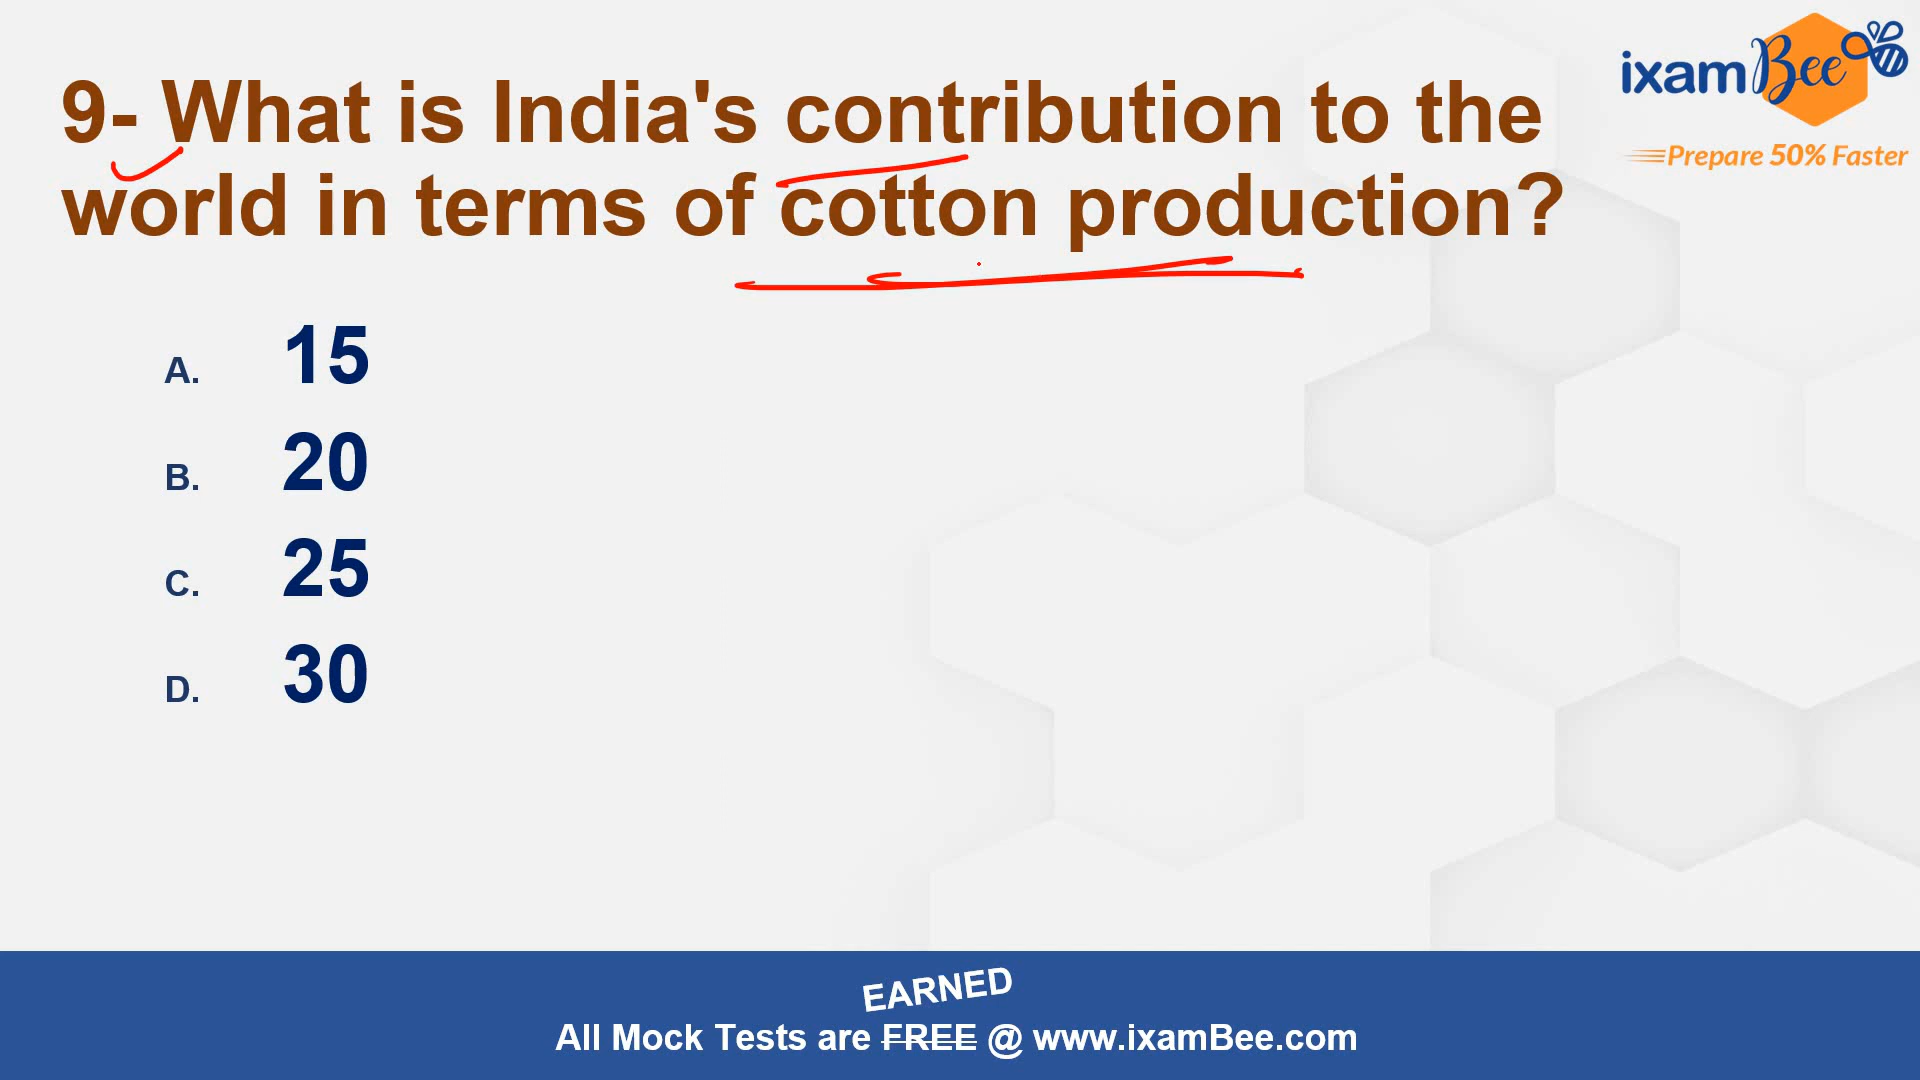 ixamBee
Prepare 50% Faster
9- What is India's contribution to the
world in terms of cotton production?
A. 15
B. 20
C. 25
D. 30
EARNED
All Mock Tests are FREE @ www.ixamBee.com